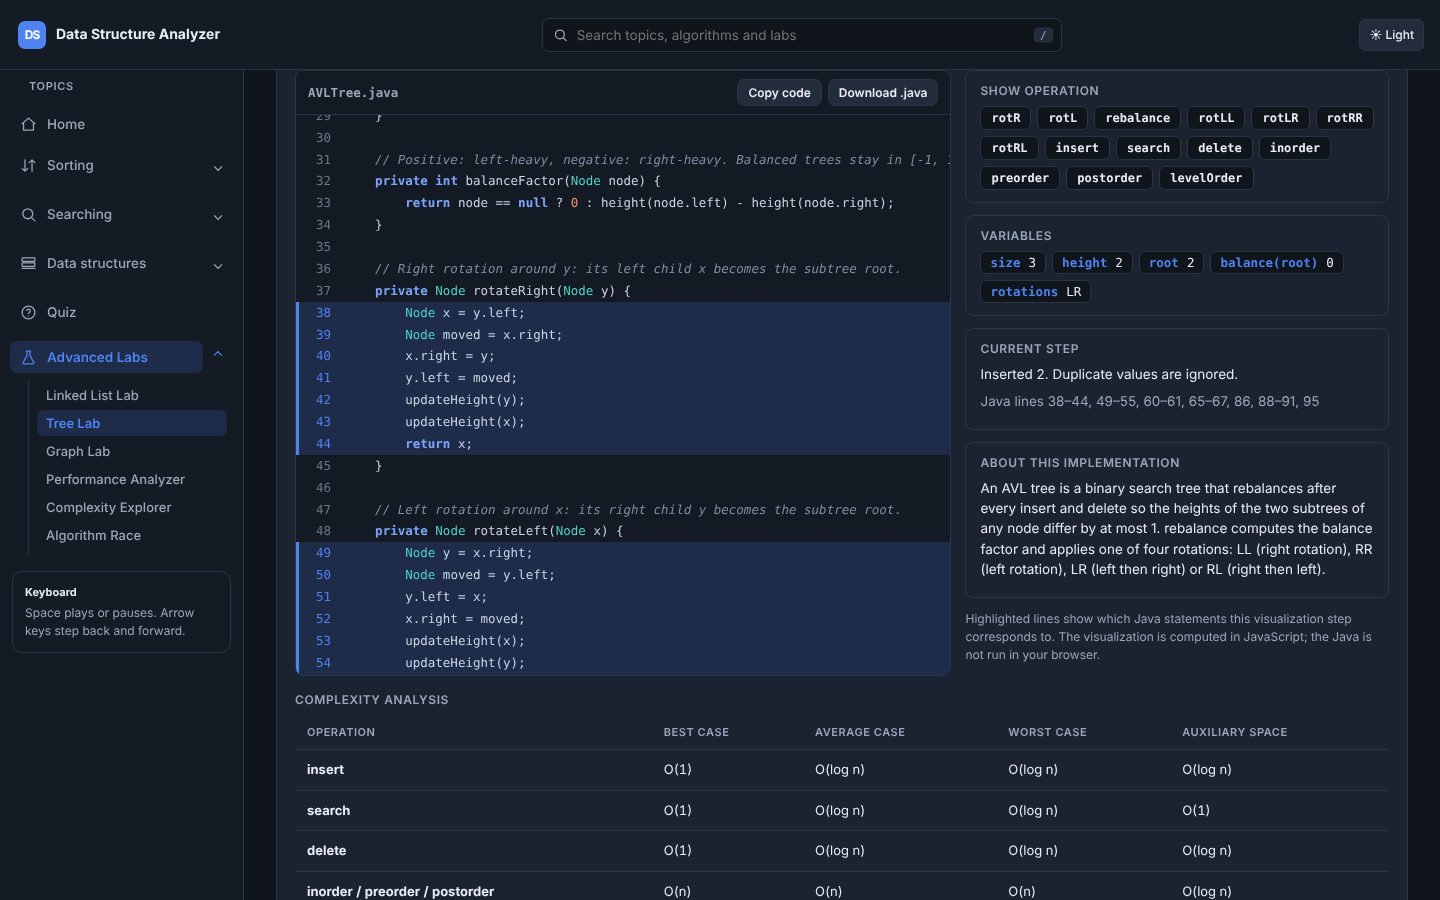 DS Data Structure Analyzer
Search topics, algorithms and labs
/
☀ Light
TOPICS
Home
Sorting
Searching
Data structures
Quiz
Advanced Labs
Linked List Lab
Tree Lab
Graph Lab
Performance Analyzer
Complexity Explorer
Algorithm Race
Keyboard
Space plays or pauses. Arrow
keys step back and forward.
AVLTree.java
Copy code
Download .java
29 }
30
31 // Positive: left-heavy, negative: right-heavy. Balanced trees stay in [-1,
32 private int balanceFactor(Node node) {
33 return node == null ? 0 : height(node.left) - height(node.right);
34 }
35
36 // Right rotation around y: its left child x becomes the subtree root.
37 private Node rotateRight(Node y) {
38 Node x = y.left;
39 Node moved = x.right;
40 x.right = y;
41 y.left = moved;
42 updateHeight(y);
43 updateHeight(x);
44 return x;
45 }
46
47 // Left rotation around x: its right child y becomes the subtree root.
48 private Node rotateLeft(Node x) {
49 Node y = x.right;
50 Node moved = y.left;
51 y.left = x;
52 x.right = moved;
53 updateHeight(x);
54 updateHeight(y);
SHOW OPERATION
rotR rotL rebalance rotLL rotLR rotRR
rotRL insert search delete inorder
preorder postorder levelOrder
VARIABLES
size 3 height 2 root 2 balance(root) 0
rotations LR
CURRENT STEP
Inserted 2. Duplicate values are ignored.
Java lines 38–44, 49–55, 60–61, 65–67, 86, 88–91, 95
ABOUT THIS IMPLEMENTATION
An AVL tree is a binary search tree that rebalances after
every insert and delete so the heights of the two subtrees of
any node differ by at most 1. rebalance computes the balance
factor and applies one of four rotations: LL (right rotation), RR
(left rotation), LR (left then right) or RL (right then left).
Highlighted lines show which Java statements this visualization step
corresponds to. The visualization is computed in JavaScript; the Java is
not run in your browser.
COMPLEXITY ANALYSIS
OPERATION BEST CASE AVERAGE CASE WORST CASE AUXILIARY SPACE
insert O(1) O(log n) O(log n) O(log n)
search O(1) O(log n) O(log n) O(1)
delete O(1) O(log n) O(log n) O(log n)
inorder / preorder / postorder O(n) O(n) O(n) O(log n)